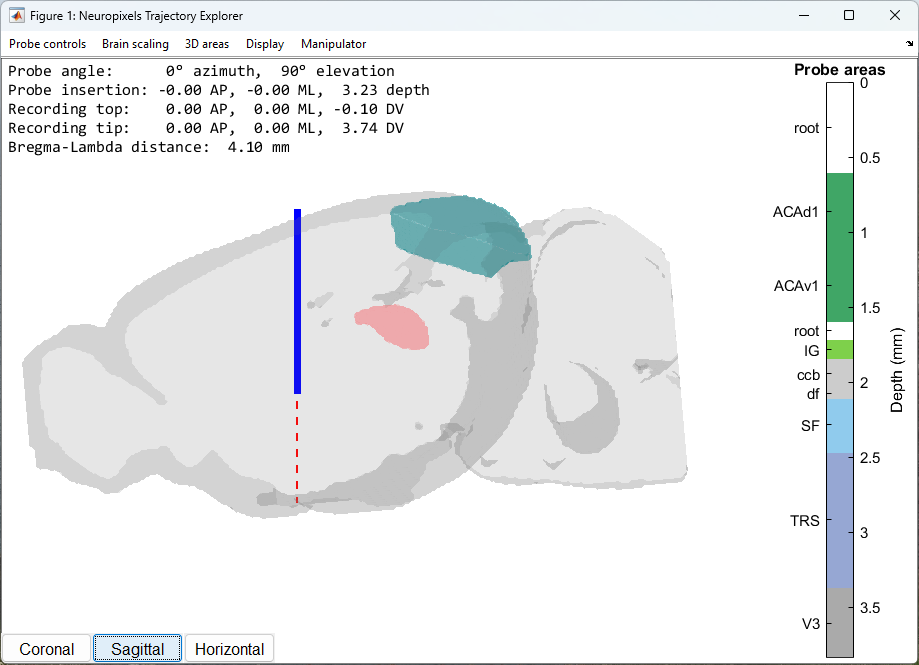 Figure 1: Neuropixels Trajectory Explorer
Probe controls Brain scaling 3D areas Display Manipulator
Probe angle: 0° azimuth, 90° elevation
Probe insertion: -0.00 AP, -0.00 ML, 3.23 depth
Recording top: 0.00 AP, 0.00 ML, -0.10 DV
Recording tip: 0.00 AP, 0.00 ML, 3.74 DV
Bregma-Lambda distance: 4.10 mm
Probe areas
0
root
0.5
ACAd1
1
ACAv1
1.5
root
IG
ccb
2
df
SF
2.5
TRS
3
3.5
V3
Depth (mm)
Coronal Sagittal Horizontal